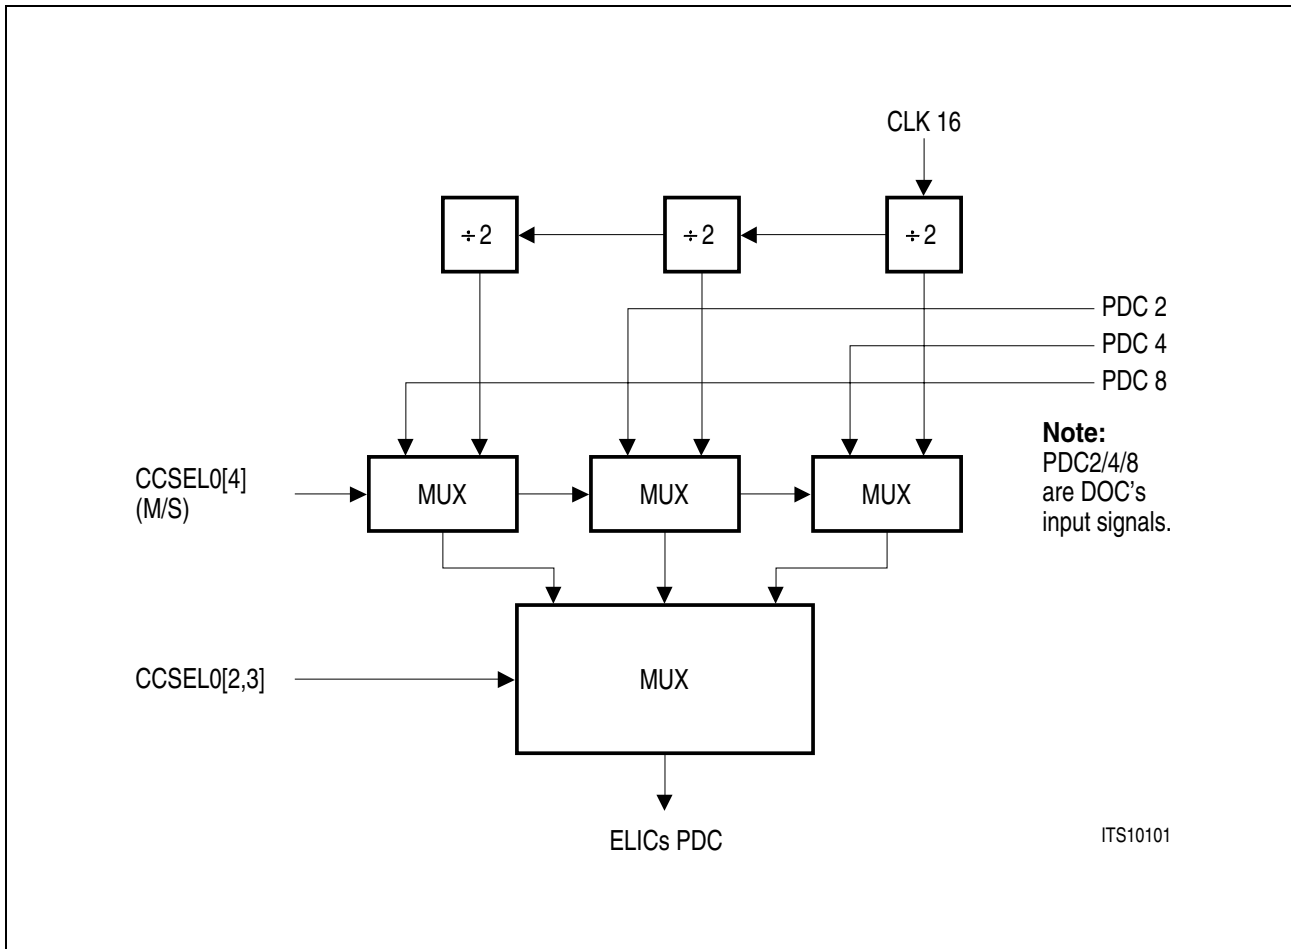 CLK 16
÷2
÷2
÷2
PDC 2
PDC 4
PDC 8
Note:
PDC2/4/8
are DOC's
input signals.
CCSEL0[4]
(M/S)
MUX
MUX
MUX
CCSEL0[2,3]
MUX
ELICs PDC
ITS10101